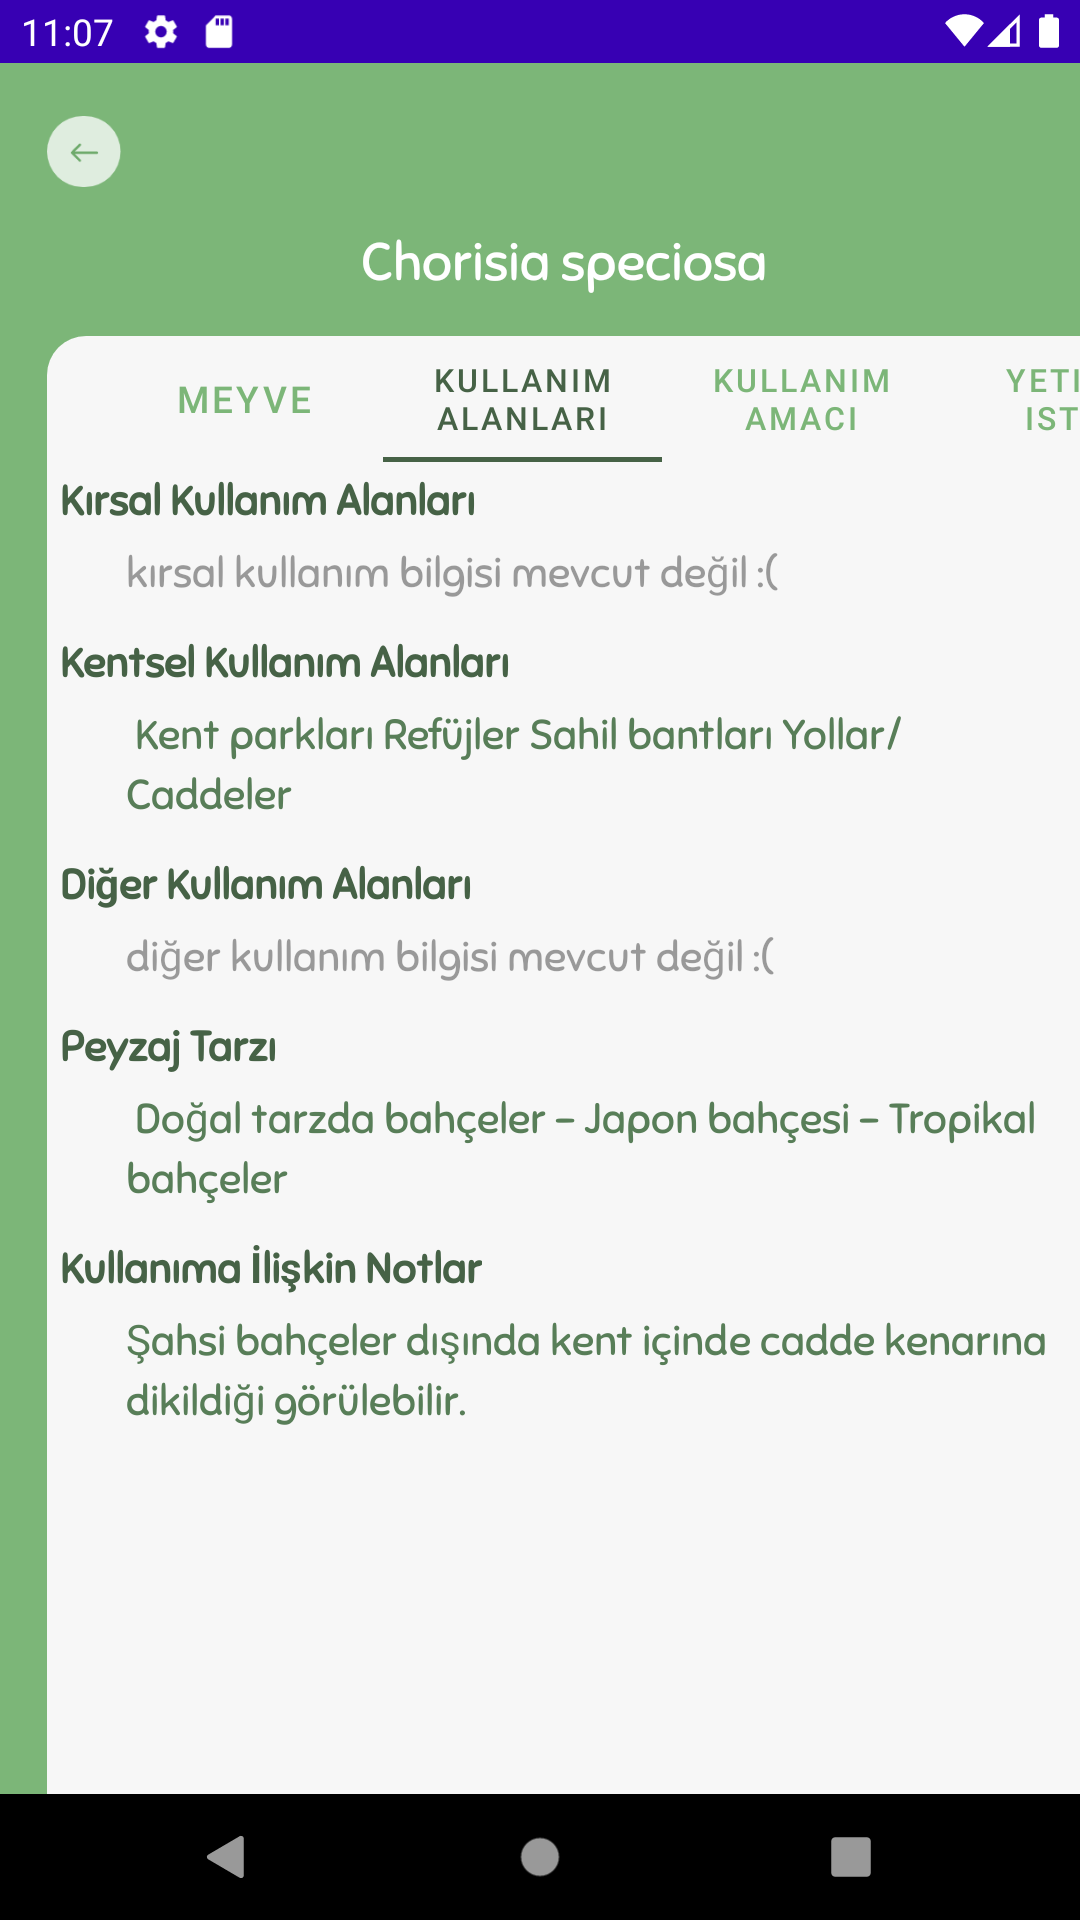 11:07
Chorisia speciosa
MEYVE
KULLANIM
ALANLARI
KULLANIM
AMACI
YETI
IST
Kırsal Kullanım Alanları
kırsal kullanım bilgisi mevcut değil :(
Kentsel Kullanım Alanları
Kent parkları Refüjler Sahil bantları Yollar/
Caddeler
Diğer Kullanım Alanları
diğer kullanım bilgisi mevcut değil :(
Peyzaj Tarzı
Doğal tarzda bahçeler – Japon bahçesi – Tropikal
bahçeler
Kullanıma İlişkin Notlar
Şahsi bahçeler dışında kent içinde cadde kenarına
dikildiği görülebilir.